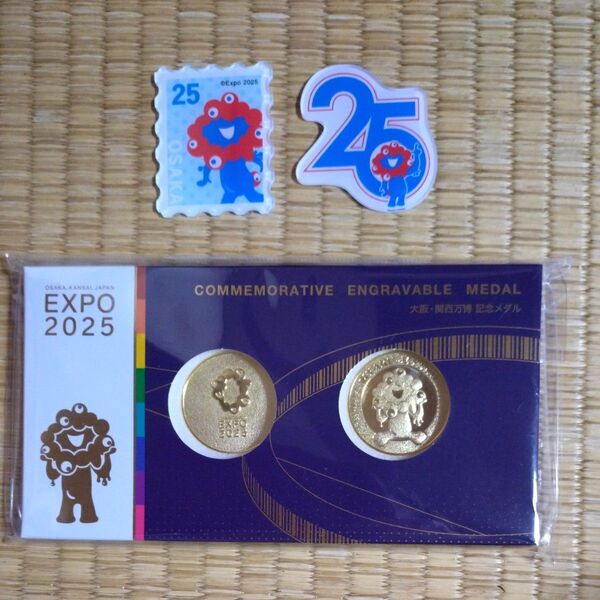 ©Expo 2025
25
OSAKA
25
OSAKA, KANSAI, JAPAN
EXPO
2025
COMMEMORATIVE ENGRAVABLE MEDAL
大阪・関西万博 記念メダル
EXPO
2025